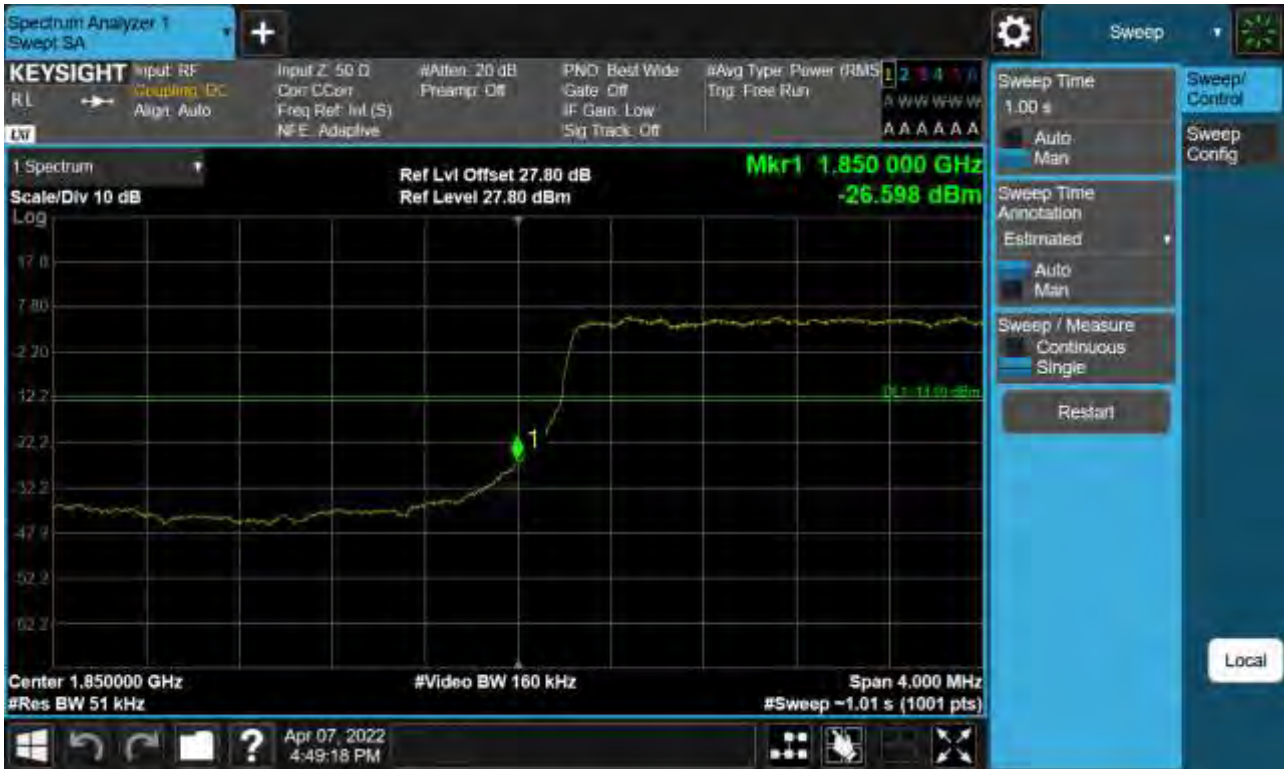 Spectrum Analyzer 1
Swept SA
+
Sweep
KEYSIGHT
RL
LXI
Input: RF
Coupling: DC
Align: Auto
Input Z: 50 Ω
Corr CCorr
Freq Ref: Int (S)
NFE: Adaptive
#Atten: 20 dB
Preamp: Off
PNO: Best Wide
Gate: Off
IF Gain: Low
Sig Track: Off
#Avg Type: Power (RMS
Trig: Free Run
1 2 3 4 5 6
A W W W W W
A A A A A A
1 Spectrum
Scale/Div 10 dB
Log
Ref Lvl Offset 27.80 dB
Ref Level 27.80 dBm
Mkr1 1.850 000 GHz
-26.598 dBm
17.8
7.80
-2.20
-12.2
-22.2
-32.2
-42.2
-52.2
-62.2
DL1 -13.00 dBm
1
Center 1.850000 GHz
#Res BW 51 kHz
#Video BW 160 kHz
Span 4.000 MHz
#Sweep ~1.01 s (1001 pts)
Sweep Time
1.00 s
Auto
Man
Sweep Time
Annotation
Estimated
Auto
Man
Sweep / Measure
Continuous
Single
Restart
Sweep/
Control
Sweep
Config
Local
?
Apr 07, 2022
4:49:18 PM